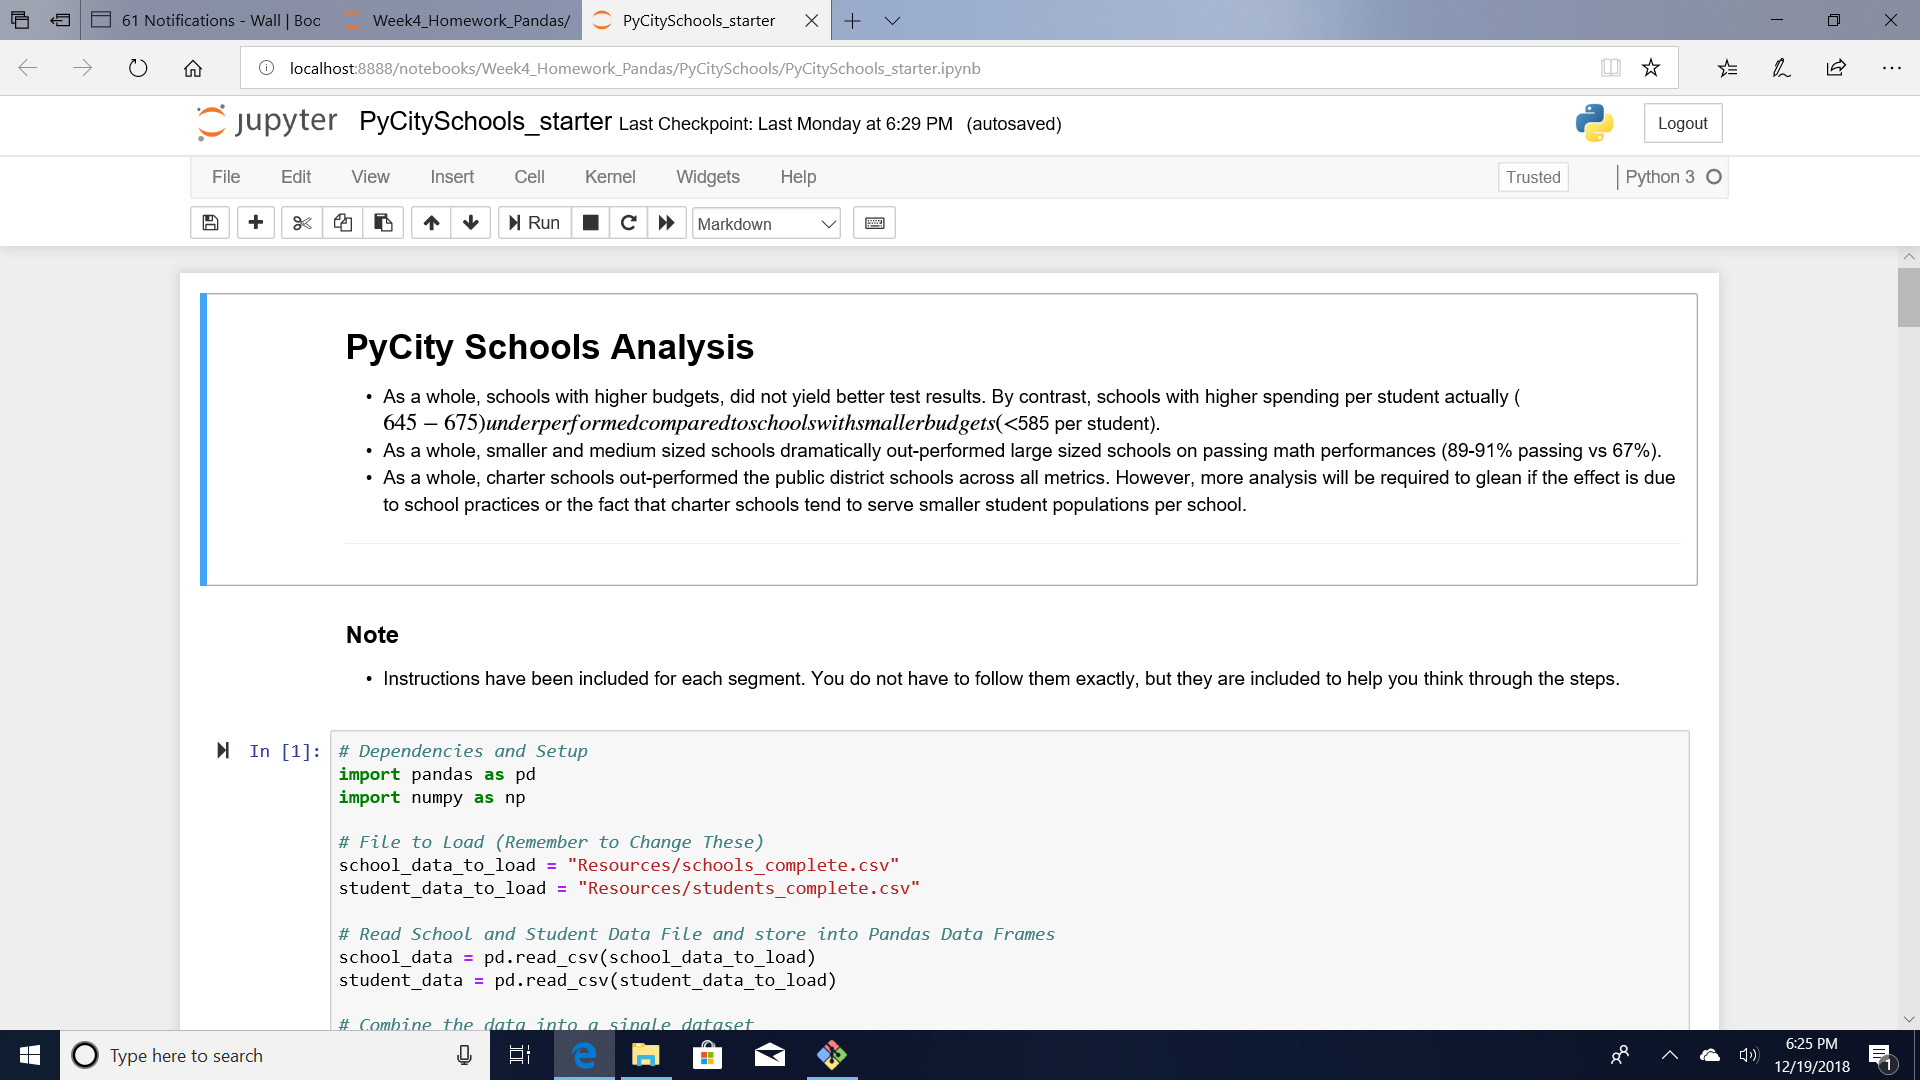 61 Notifications - Wall | Boo
Week4_Homework_Pandas/
PyCitySchools_starter
localhost:8888/notebooks/Week4_Homework_Pandas/PyCitySchools/PyCitySchools_starter.ipynb
jupyter PyCitySchools_starter Last Checkpoint: Last Monday at 6:29 PM (autosaved)
Logout
File Edit View Insert Cell Kernel Widgets Help
Trusted
Python 3
Run
Markdown
PyCity Schools Analysis
• As a whole, schools with higher budgets, did not yield better test results. By contrast, schools with higher spending per student actually (
645 − 675)underperformedcomparedtoschoolswithsmallerbudgets(<585 per student).
• As a whole, smaller and medium sized schools dramatically out-performed large sized schools on passing math performances (89-91% passing vs 67%).
• As a whole, charter schools out-performed the public district schools across all metrics. However, more analysis will be required to glean if the effect is due
to school practices or the fact that charter schools tend to serve smaller student populations per school.
Note
• Instructions have been included for each segment. You do not have to follow them exactly, but they are included to help you think through the steps.
In [1]: # Dependencies and Setup
import pandas as pd
import numpy as np
# File to Load (Remember to Change These)
school_data_to_load = "Resources/schools_complete.csv"
student_data_to_load = "Resources/students_complete.csv"
# Read School and Student Data File and store into Pandas Data Frames
school_data = pd.read_csv(school_data_to_load)
student_data = pd.read_csv(student_data_to_load)
# Combine the data into a single dataset
Type here to search
6:25 PM
12/19/2018
1